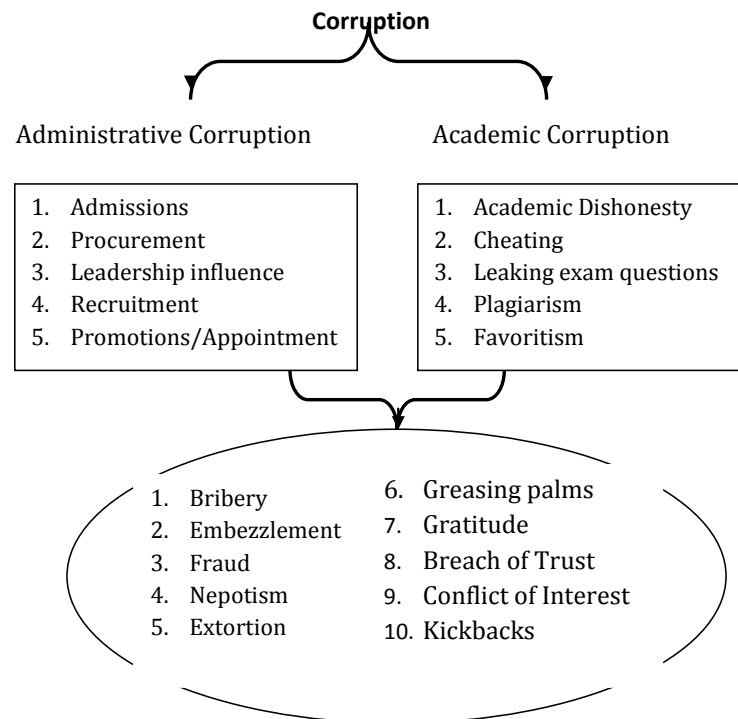 Corruption
Administrative Corruption
Academic Corruption
1. Admissions
2. Procurement
3. Leadership influence
4. Recruitment
5. Promotions/Appointment
1. Academic Dishonesty
2. Cheating
3. Leaking exam questions
4. Plagiarism
5. Favoritism
1. Bribery
2. Embezzlement
3. Fraud
4. Nepotism
5. Extortion
6. Greasing palms
7. Gratitude
8. Breach of Trust
9. Conflict of Interest
10. Kickbacks